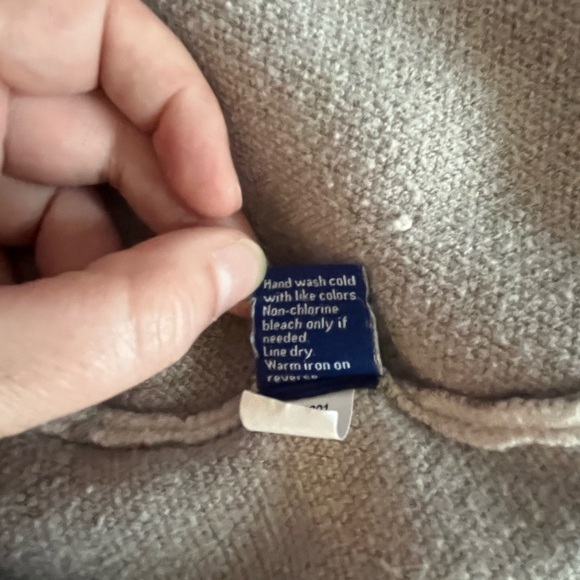 Hand wash cold
with like colors
Non-chlorine
bleach only if
needed.
Line dry.
Warm iron on
reverse